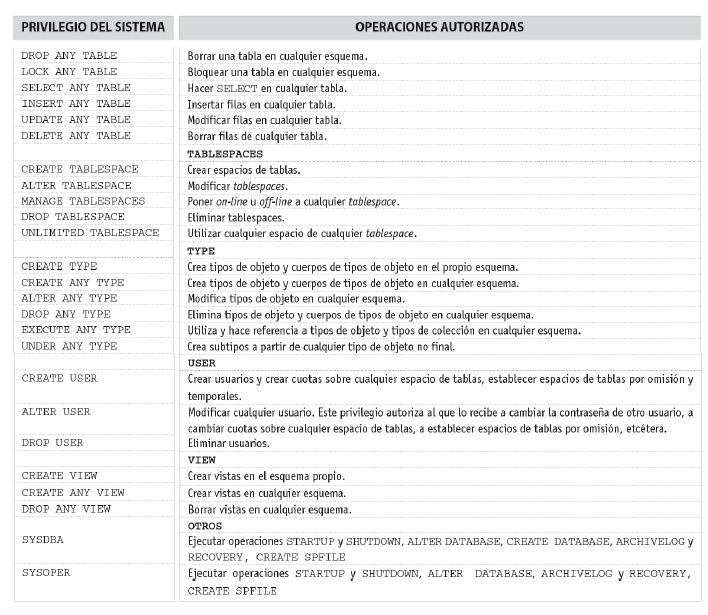 PRIVILEGIO DEL SISTEMA OPERACIONES AUTORIZADAS
DROP ANY TABLE Borrar una tabla en cualquier esquema.
LOCK ANY TABLE Bloquear una tabla en cualquier esquema.
SELECT ANY TABLE Hacer SELECT en cualquier tabla.
INSERT ANY TABLE Insertar filas en cualquier tabla.
UPDATE ANY TABLE Modificar filas en cualquier tabla.
DELETE ANY TABLE Borrar filas de cualquier tabla.
TABLESPACES
CREATE TABLESPACE Crear espacios de tablas.
ALTER TABLESPACE Modificar tablespaces.
MANAGE TABLESPACES Poner on-line u off-line a cualquier tablespace.
DROP TABLESPACE Eliminar tablespaces.
UNLIMITED TABLESPACE Utilizar cualquier espacio de cualquier tablespace.
TYPE
CREATE TYPE Crea tipos de objeto y cuerpos de tipos de objeto en el propio esquema.
CREATE ANY TYPE Crea tipos de objeto y cuerpos de tipos de objeto en cualquier esquema.
ALTER ANY TYPE Modifica tipos de objeto en cualquier esquema.
DROP ANY TYPE Elimina tipos de objeto y cuerpos de tipos de objeto en cualquier esquema.
EXECUTE ANY TYPE Utiliza y hace referencia a tipos de objeto y tipos de colección en cualquier esquema.
UNDER ANY TYPE Crea subtipos a partir de cualquier tipo de objeto no final.
USER
CREATE USER Crear usuarios y crear cuotas sobre cualquier espacio de tablas, establecer espacios de tablas por omisión y
temporales.
ALTER USER Modificar cualquier usuario. Este privilegio autoriza al que lo recibe a cambiar la contraseña de otro usuario, a
cambiar cuotas sobre cualquier espacio de tablas, a establecer espacios de tablas por omisión, etcétera.
DROP USER Eliminar usuarios.
VIEW
CREATE VIEW Crear vistas en el esquema propio.
CREATE ANY VIEW Crear vistas en cualquier esquema.
DROP ANY VIEW Borrar vistas en cualquier esquema.
OTROS
SYSDBA Ejecutar operaciones STARTUP y SHUTDOWN, ALTER DATABASE, CREATE DATABASE, ARCHIVELOG y
RECOVERY, CREATE SPFILE
SYSOPER Ejecutar operaciones STARTUP y SHUTDOWN, ALTER DATABASE, ARCHIVELOG y RECOVERY,
CREATE SPFILE